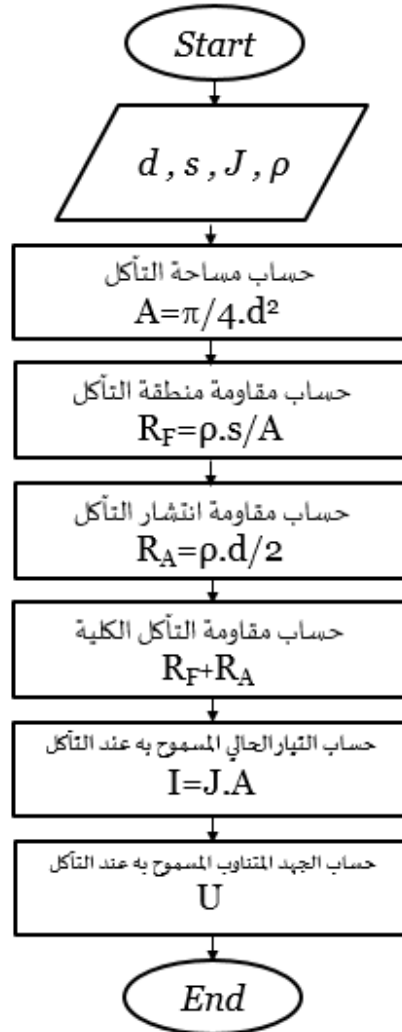 Start
d , s , J , ρ
حساب مساحة التآكل
A=π/4.d²
حساب مقاومة منطقة التآكل
R_F=ρ.s/A
حساب مقاومة انتشار التآكل
R_A=ρ.d/2
حساب مقاومة التآكل الكلية
R_F+R_A
حساب التيار الحالي المسموح به عند التآكل
I=J.A
حساب الجهد المتناوب المسموح به عند التآكل
U
End